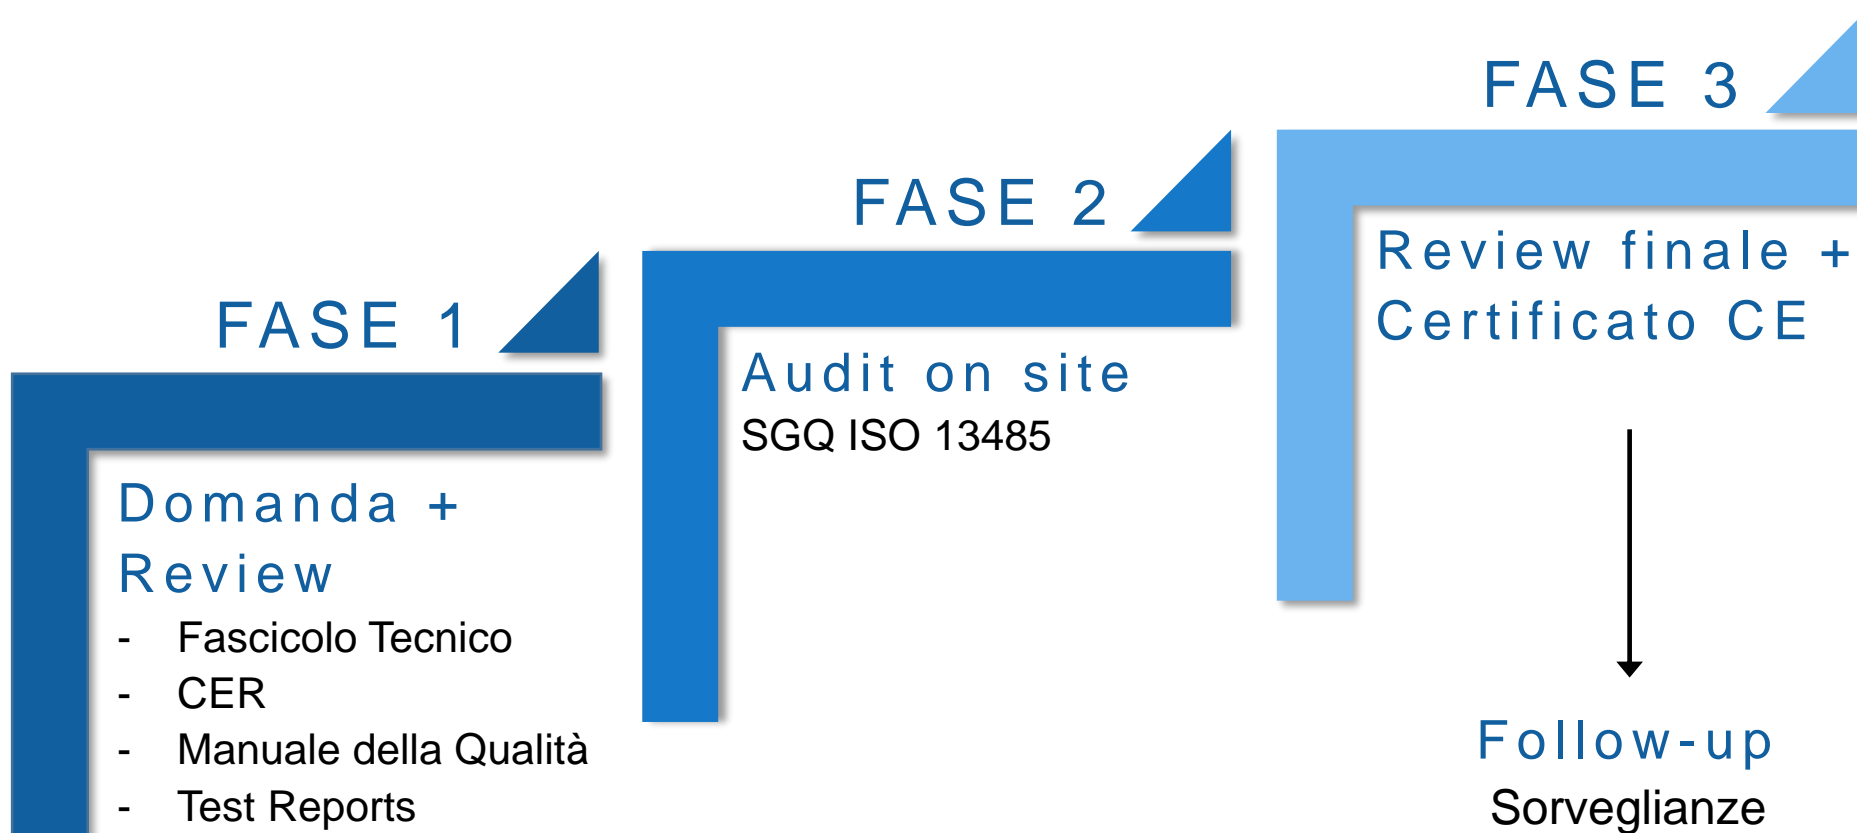 FASE 1
Domanda +
Review
- Fascicolo Tecnico
- CER
- Manuale della Qualità
- Test Reports
FASE 2
Audit on site
SGQ ISO 13485
FASE 3
Review finale +
Certificato CE
Follow-up
Sorveglianze